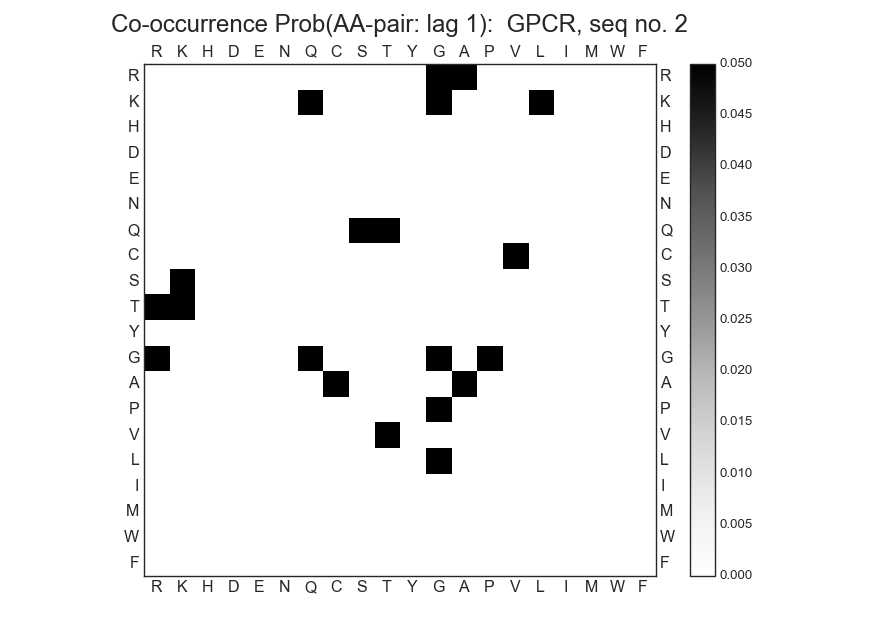 Co-occurrence Prob(AA-pair: lag 1):  GPCR, seq no. 2
R K H D E N Q C S T Y G A P V L I M W F
R R 0.050
K K 0.045
H H
D D 0.040
E E
N N 0.035
Q Q
C C 0.030
S S
T T 0.025
Y Y
G G 0.020
A A
P P 0.015
V V
L L 0.010
I I
M M 0.005
W W
F F 0.000
R K H D E N Q C S T Y G A P V L I M W F